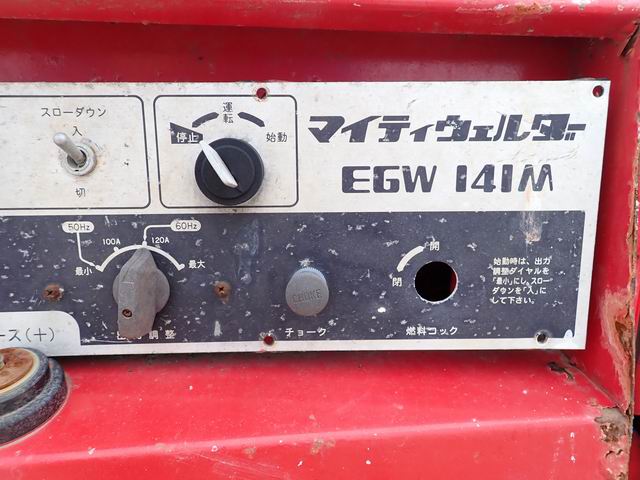 スローダウン
入
切
運転
停止
始動
マイティウェルダー
EGW 141M
50Hz
60Hz
100A
120A
最小
最大
調整
CHOKE
チョーク
開
閉
燃料コック
始動時は、出力
調整ダイヤルを
「最小」にし、スロー
ダウンを「入」に
して下さい。
ース(+)